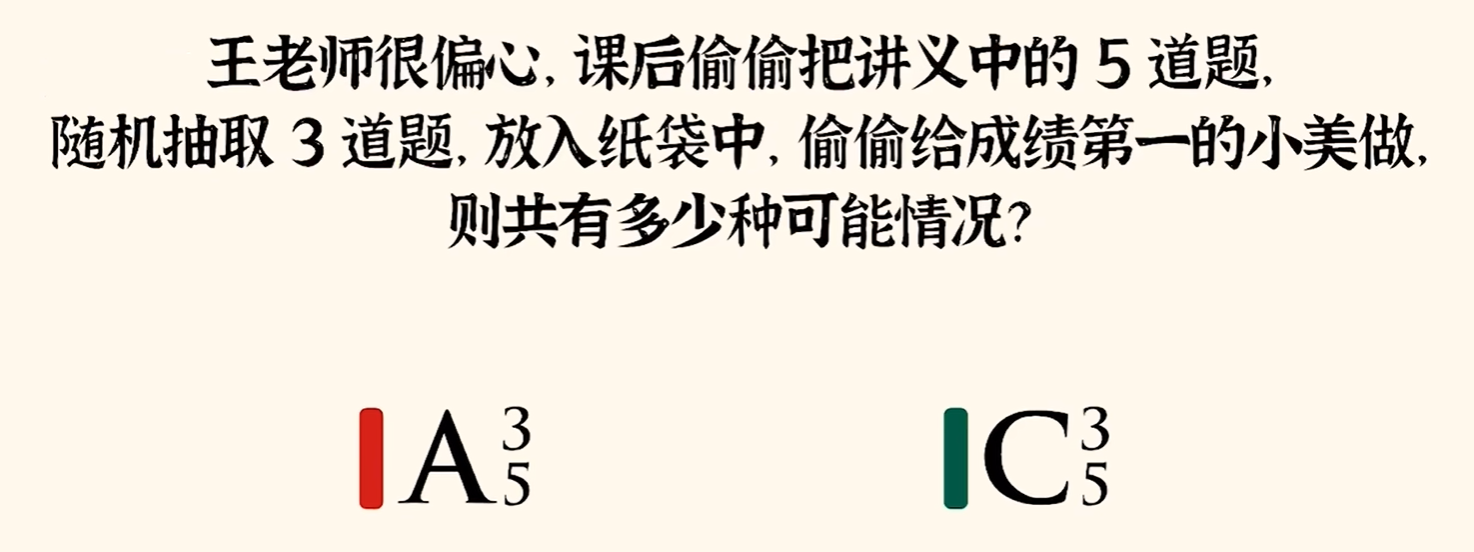 王老师很偏心, 课后偷偷把讲义中的 5 道题,
随机抽取 3 道题, 放入纸袋中, 偷偷给成绩第一的小美做,
则共有多少种可能情况?
A 3 5 C 3 5